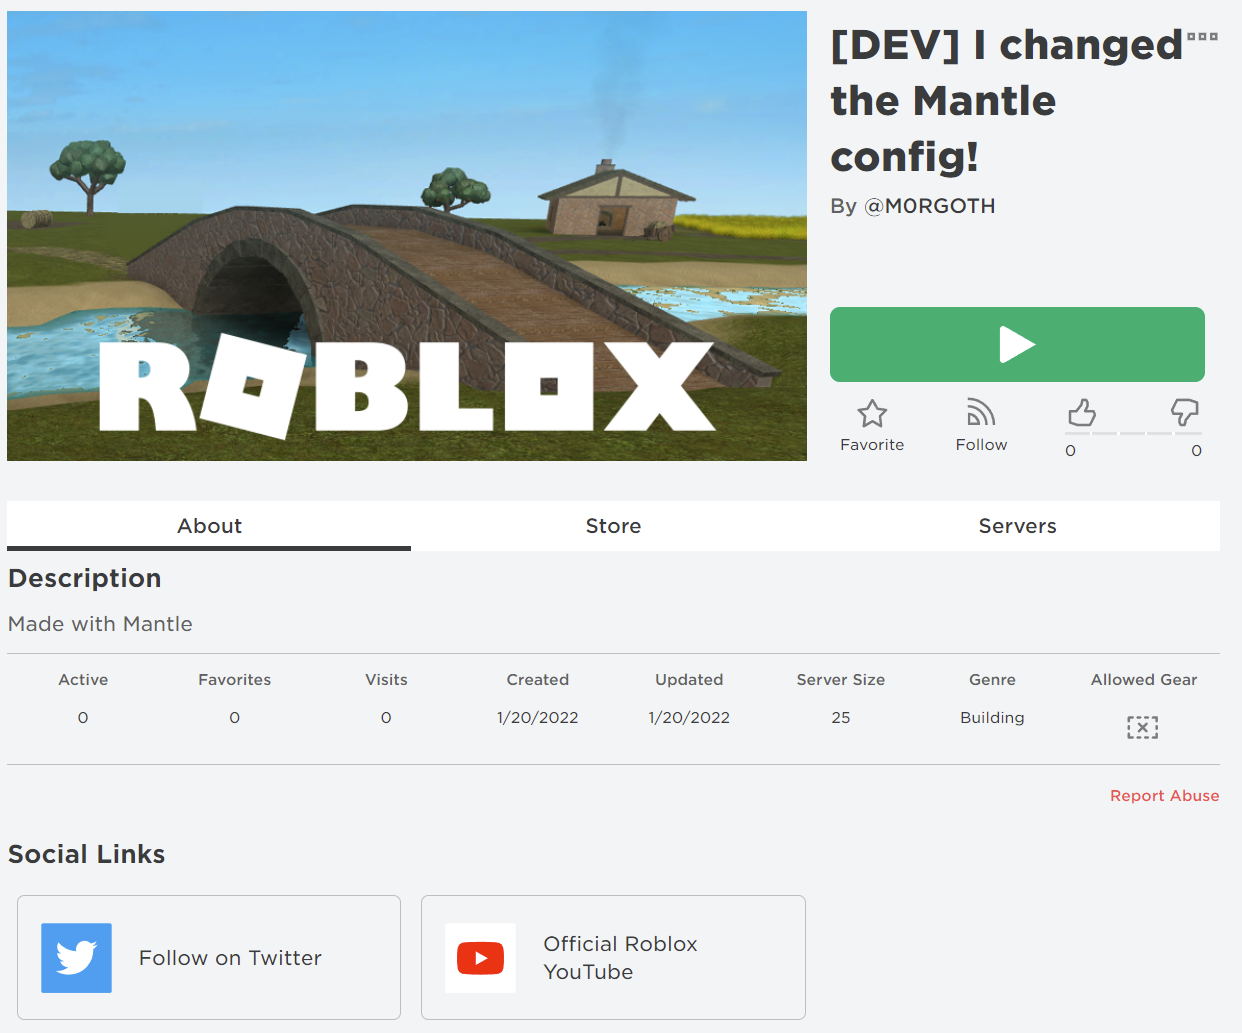 [DEV] I changed
the Mantle
config!
By @M0RGOTH
ROBLOX
Favorite
Follow
0
0
About
Store
Servers
Description
Made with Mantle
Active Favorites Visits Created Updated Server Size Genre Allowed Gear
0 0 0 1/20/2022 1/20/2022 25 Building
Report Abuse
Social Links
Follow on Twitter
Official Roblox
YouTube